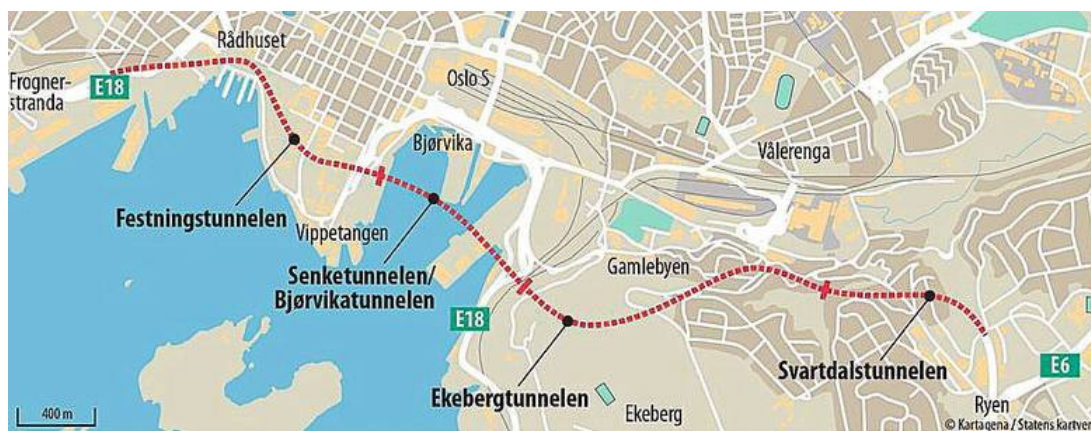 Rådhuset
Frogner-
stranda
E18
Oslo S
Bjørvika
Vålerenga
Festningstunnelen
Vippetangen
Senketunnelen/
Bjørvikatunnelen
Gamlebyen
E18
Ekebergtunnelen
Svartdalstunnelen
E6
400 m
Ekeberg
Ryen
© Kartagena / Statens kartver